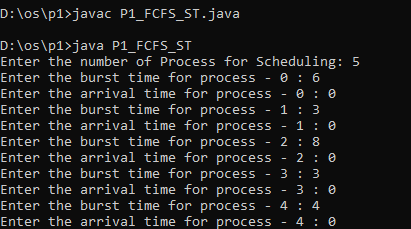 D:\os\p1>javac P1_FCFS_ST.java
D:\os\p1>java P1_FCFS_ST
Enter the number of Process for Scheduling: 5
Enter the burst time for process - 0 : 6
Enter the arrival time for process - 0 : 0
Enter the burst time for process - 1 : 3
Enter the arrival time for process - 1 : 0
Enter the burst time for process - 2 : 8
Enter the arrival time for process - 2 : 0
Enter the burst time for process - 3 : 3
Enter the arrival time for process - 3 : 0
Enter the burst time for process - 4 : 4
Enter the arrival time for process - 4 : 0